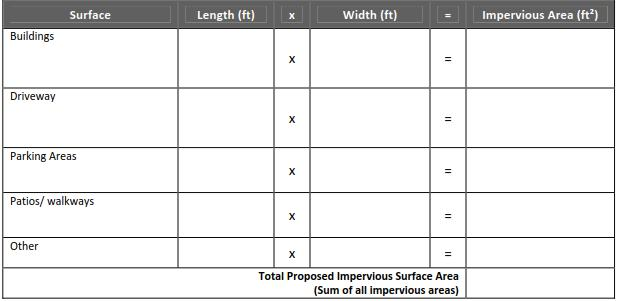 Surface Length (ft) x Width (ft) = Impervious Area (ft²)
Buildings
x =
Driveway
x =
Parking Areas
x =
Patios/ walkways
x =
Other
x =
Total Proposed Impervious Surface Area
(Sum of all impervious areas)